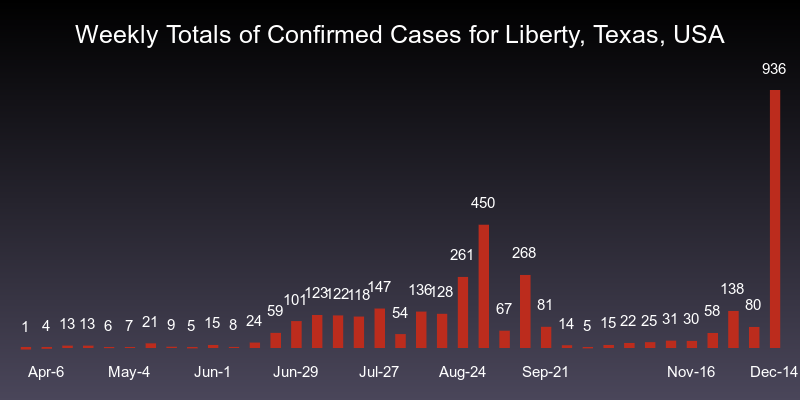 Weekly Totals of Confirmed Cases for Liberty, Texas, USA
1 4 13 13 6 7 21 9 5 15 8 24 59 101 123 122 118 147 54 136 128 261 450 67 268 81 14 5 15 22 25 31 30 58 138 80 936
Apr-6 May-4 Jun-1 Jun-29 Jul-27 Aug-24 Sep-21 Nov-16 Dec-14